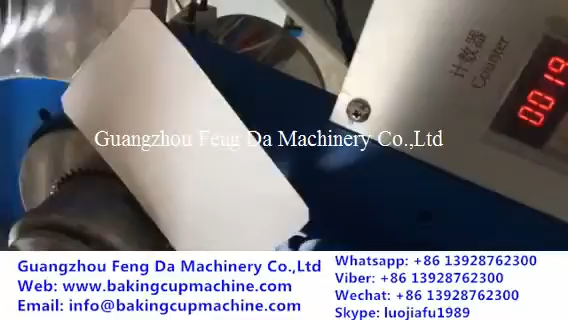 计数器
Counter
0019
Guangzhou Feng Da Machinery Co.,Ltd
Guangzhou Feng Da Machinery Co.,Ltd
Web: www.bakingcupmachine.com
Email: info@bakingcupmachine.com
Whatsapp: +86 13928762300
Viber: +86 13928762300
Wechat: +86 13928762300
Skype: luojiafu1989